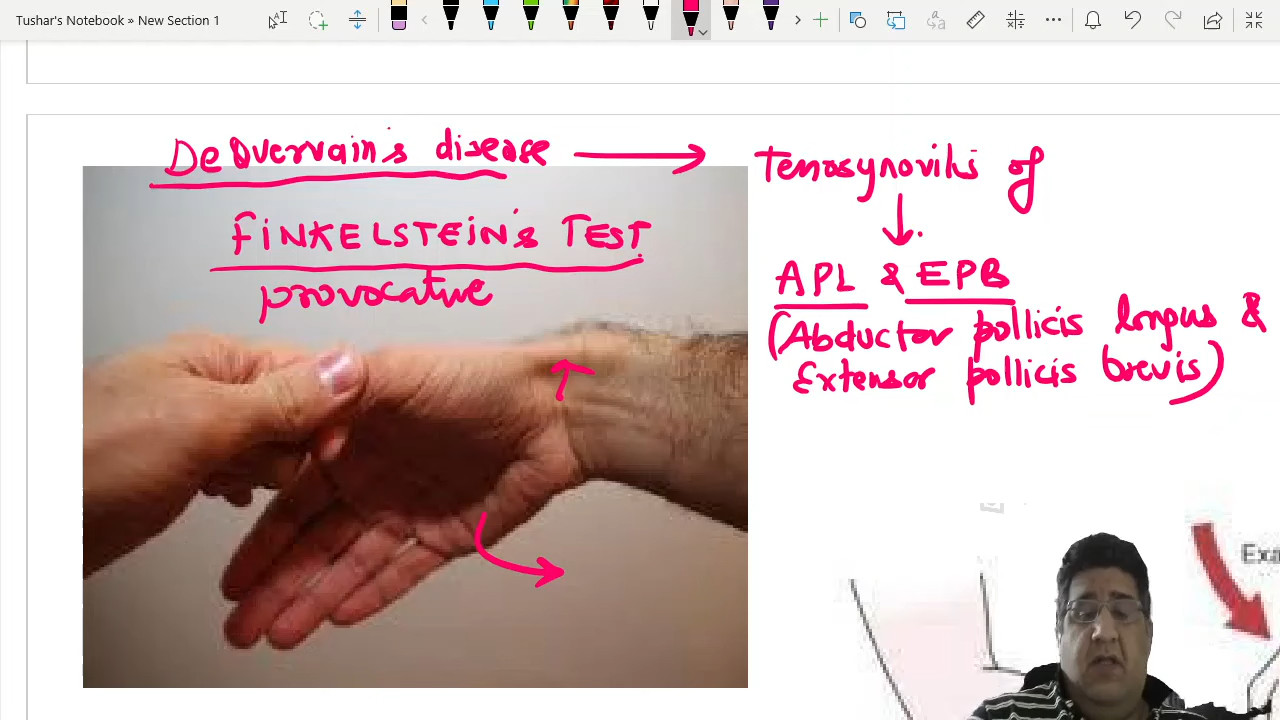 Tushar's Notebook » New Section 1
DeQuervain's disease → Tenosynovitis of
FINKELSTEIN's TEST
provocative
APL & EPB
(Abductor pollicis longus &
Extensor pollicis brevis)